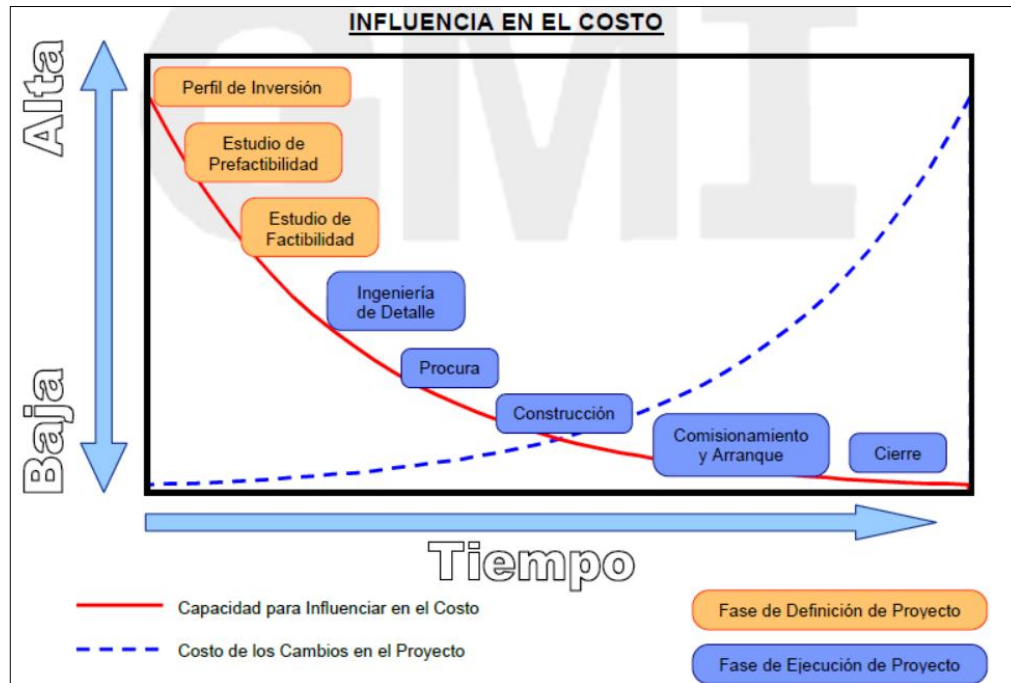 INFLUENCIA EN EL COSTO
GMI
Alta
Baja
Perfil de Inversión
Estudio de
Prefactibilidad
Estudio de
Factibilidad
Ingeniería
de Detalle
Procura
Construcción
Comisionamiento
y Arranque
Cierre
Tiempo
Capacidad para Influenciar en el Costo
Costo de los Cambios en el Proyecto
Fase de Definición de Proyecto
Fase de Ejecución de Proyecto